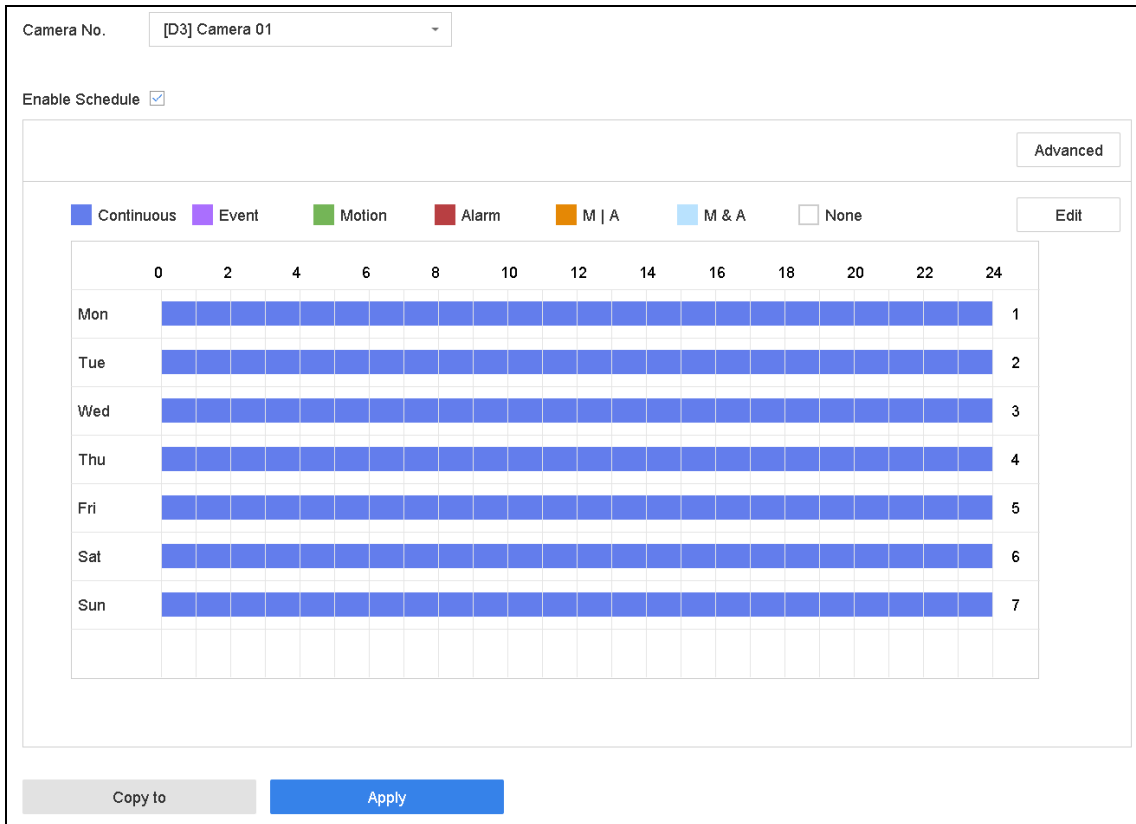 Camera No. [D3] Camera 01
Enable Schedule
Advanced
Continuous Event Motion Alarm M | A M & A None Edit
0 2 4 6 8 10 12 14 16 18 20 22 24
Mon 1
Tue 2
Wed 3
Thu 4
Fri 5
Sat 6
Sun 7
Copy to Apply